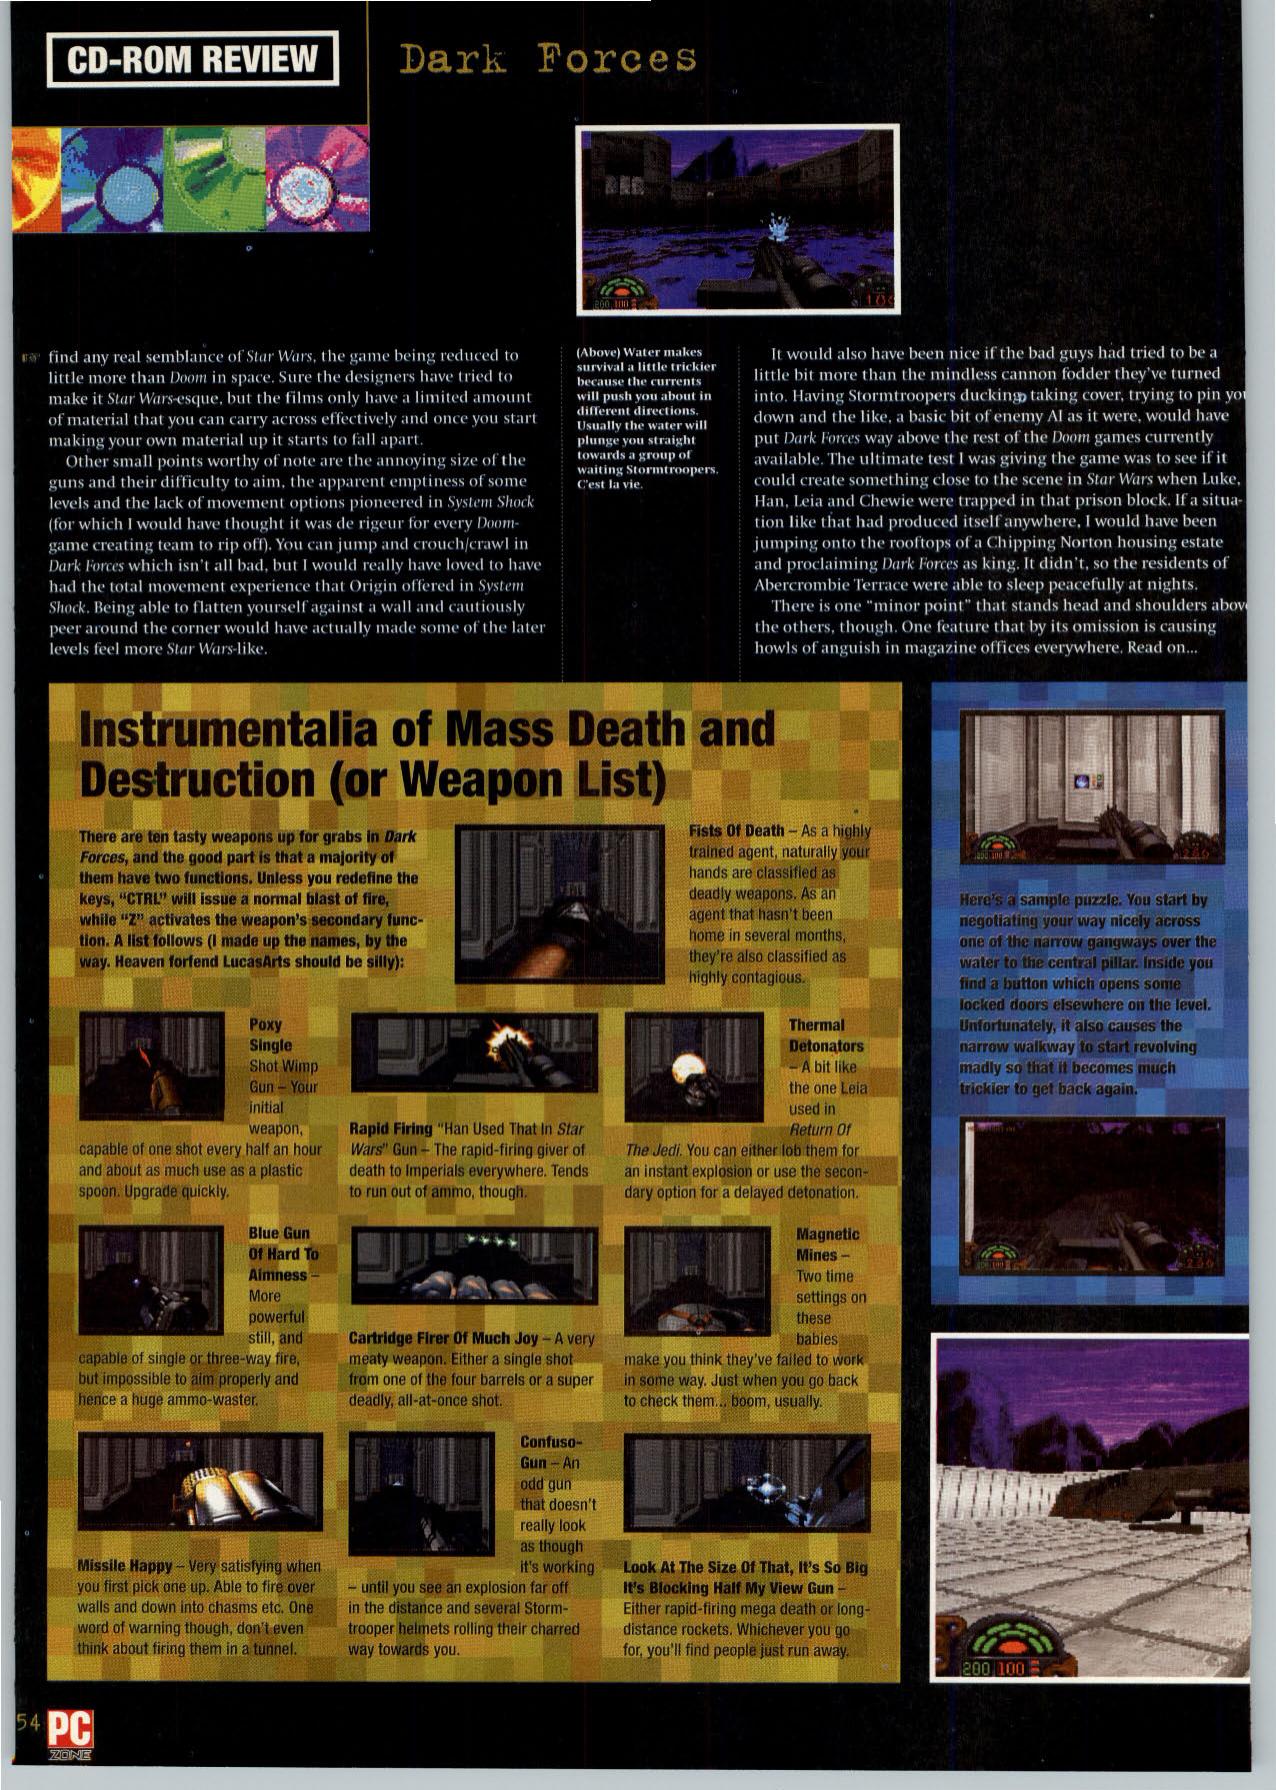 CD-ROM REVIEW
Dark Forces
find any real semblance of Star Wars, the game being reduced to
little more than Doom in space. Sure the designers have tried to
make it Star Wars-esque, but the films only have a limited amount
of material that you can carry across effectively and once you start
making your own material up it starts to fall apart.
Other small points worthy of note are the annoying size of the
guns and their difficulty to aim, the apparent emptiness of some
levels and the lack of movement options pioneered in System Shock
(for which I would have thought it was de rigeur for every Doom-
game creating team to rip off). You can jump and crouch/crawl in
Dark Forces which isn't all bad, but I would really have loved to have
had the total movement experience that Origin offered in System
Shock. Being able to flatten yourself against a wall and cautiously
peer around the corner would have actually made some of the later
levels feel more Star Wars-like.
(Above) Water makes
survival a little trickier
because the currents
will push you about in
different directions.
Usually the water will
plunge you straight
towards a group of
waiting Stormtroopers.
C'est la vie.
It would also have been nice if the bad guys had tried to be a
little bit more than the mindless cannon fodder they've turned
into. Having Stormtroopers ducking, taking cover, trying to pin you
down and the like, a basic bit of enemy AI as it were, would have
put Dark Forces way above the rest of the Doom games currently
available. The ultimate test I was giving the game was to see if it
could create something close to the scene in Star Wars when Luke,
Han, Leia and Chewie were trapped in that prison block. If a situa-
tion like that had produced itself anywhere, I would have been
jumping onto the rooftops of a Chipping Norton housing estate
and proclaiming Dark Forces as king. It didn't, so the residents of
Abercrombie Terrace were able to sleep peacefully at nights.
There is one "minor point" that stands head and shoulders above
the others, though. One feature that by its omission is causing
howls of anguish in magazine offices everywhere. Read on...
Instrumentalia of Mass Death and
Destruction (or Weapon List)
There are ten tasty weapons up for grabs in Dark
Forces, and the good part is that a majority of
them have two functions. Unless you redefine the
keys, "CTRL" will issue a normal blast of fire,
while "Z" activates the weapon's secondary func-
tion. A list follows (I made up the names, by the
way. Heaven forfend LucasArts should be silly):
Fists Of Death – As a highly
trained agent, naturally your
hands are classified as
deadly weapons. As an
agent that hasn't been
home in several months,
they're also classified as
highly contagious.
Poxy
Single
Shot Wimp
Gun – Your
initial
weapon,
capable of one shot every half an hour
and about as much use as a plastic
spoon. Upgrade quickly.
Rapid Firing "Han Used That In Star
Wars" Gun – The rapid-firing giver of
death to Imperials everywhere. Tends
to run out of ammo, though.
Thermal
Detonators
– A bit like
the one Leia
used in
Return Of
The Jedi. You can either lob them for
an instant explosion or use the secon-
dary option for a delayed detonation.
Blue Gun
Of Hard To
Aimness –
More
powerful
still, and
capable of single or three-way fire,
but impossible to aim properly and
hence a huge ammo-waster.
Cartridge Firer Of Much Joy – A very
meaty weapon. Either a single shot
from one of the four barrels or a super
deadly, all-at-once shot.
Magnetic
Mines –
Two time
settings on
these
babies
make you think they've failed to work
in some way. Just when you go back
to check them... boom, usually.
Missile Happy – Very satisfying when
you first pick one up. Able to fire over
walls and down into chasms etc. One
word of warning though, don't even
think about firing them in a tunnel.
Confuso-
Gun – An
odd gun
that doesn't
really look
as though
it's working
– until you see an explosion far off
in the distance and several Storm-
trooper helmets rolling their charred
way towards you.
Look At The Size Of That, It's So Big
It's Blocking Half My View Gun –
Either rapid-firing mega death or long-
distance rockets. Whichever you go
for, you'll find people just run away.
Here's a sample puzzle. You start by
negotiating your way nicely across
one of the narrow gangways over the
water to the central pillar. Inside you
find a button which opens some
locked doors elsewhere on the level.
Unfortunately, it also causes the
narrow walkway to start revolving
madly so that it becomes much
trickier to get back again.
200 100
54
PC
ZONE